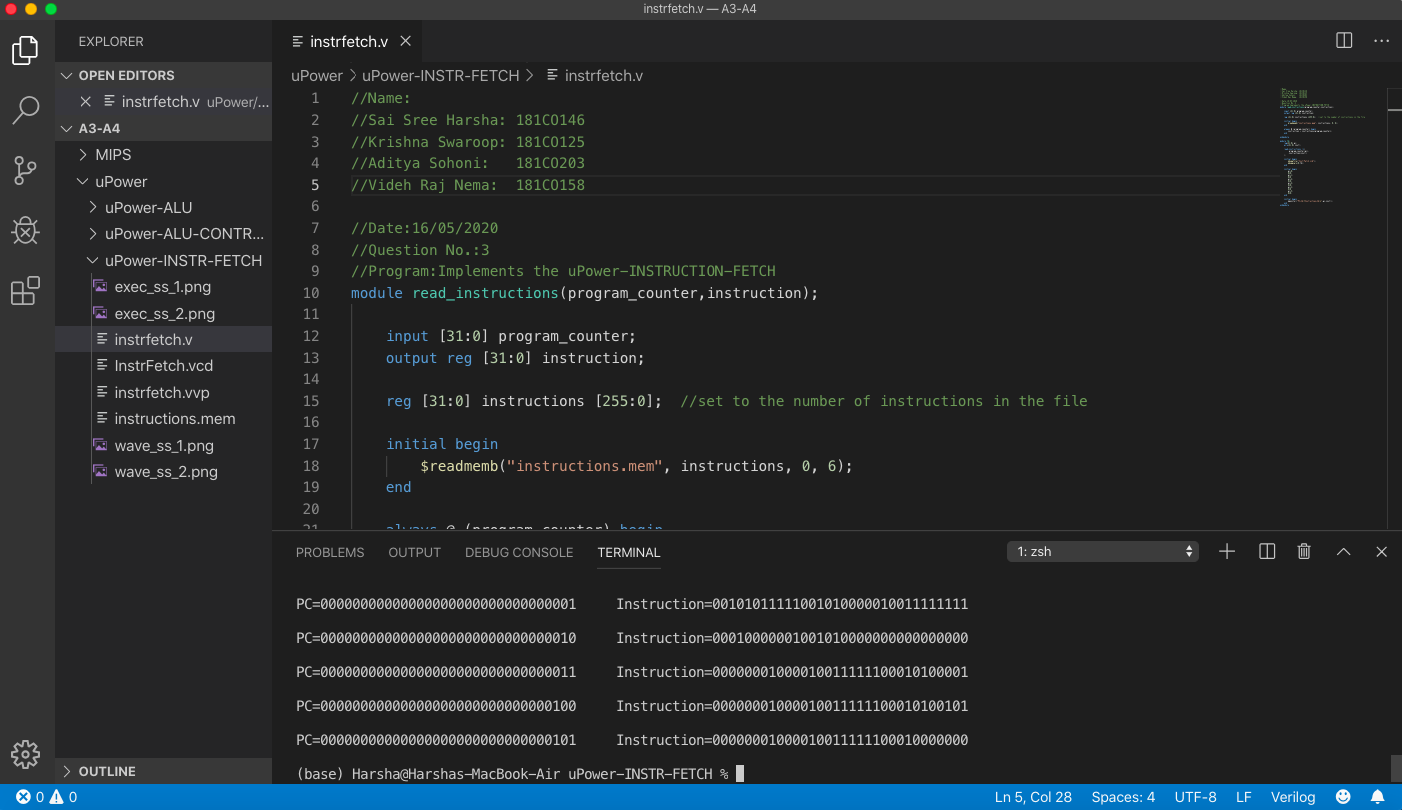 instrfetch.v — A3-A4
EXPLORER
OPEN EDITORS
instrfetch.v uPower/...
A3-A4
MIPS
uPower
uPower-ALU
uPower-ALU-CONTR...
uPower-INSTR-FETCH
exec_ss_1.png
exec_ss_2.png
instrfetch.v
InstrFetch.vcd
instrfetch.vvp
instructions.mem
wave_ss_1.png
wave_ss_2.png
OUTLINE
instrfetch.v
uPower > uPower-INSTR-FETCH > instrfetch.v
1 //Name:
2 //Sai Sree Harsha: 181CO146
3 //Krishna Swaroop: 181CO125
4 //Aditya Sohoni:   181CO203
5 //Videh Raj Nema:  181CO158
6
7 //Date:16/05/2020
8 //Question No.:3
9 //Program:Implements the uPower-INSTRUCTION-FETCH
10 module read_instructions(program_counter,instruction);
11
12     input [31:0] program_counter;
13     output reg [31:0] instruction;
14
15     reg [31:0] instructions [255:0];  //set to the number of instructions in the file
16
17     initial begin
18         $readmemb("instructions.mem", instructions, 0, 6);
19     end
20
21     always @ (program_counter) begin
PROBLEMS OUTPUT DEBUG CONSOLE TERMINAL 1: zsh
PC=00000000000000000000000000000001     Instruction=00101011111001010000010011111111
PC=00000000000000000000000000000010     Instruction=00010000001001010000000000000000
PC=00000000000000000000000000000011     Instruction=00000001000010011111100010100001
PC=00000000000000000000000000000100     Instruction=00000001000010011111100010100101
PC=00000000000000000000000000000101     Instruction=00000001000010011111100010000000
(base) Harsha@Harshas-MacBook-Air uPower-INSTR-FETCH %
0 0 Ln 5, Col 28 Spaces: 4 UTF-8 LF Verilog